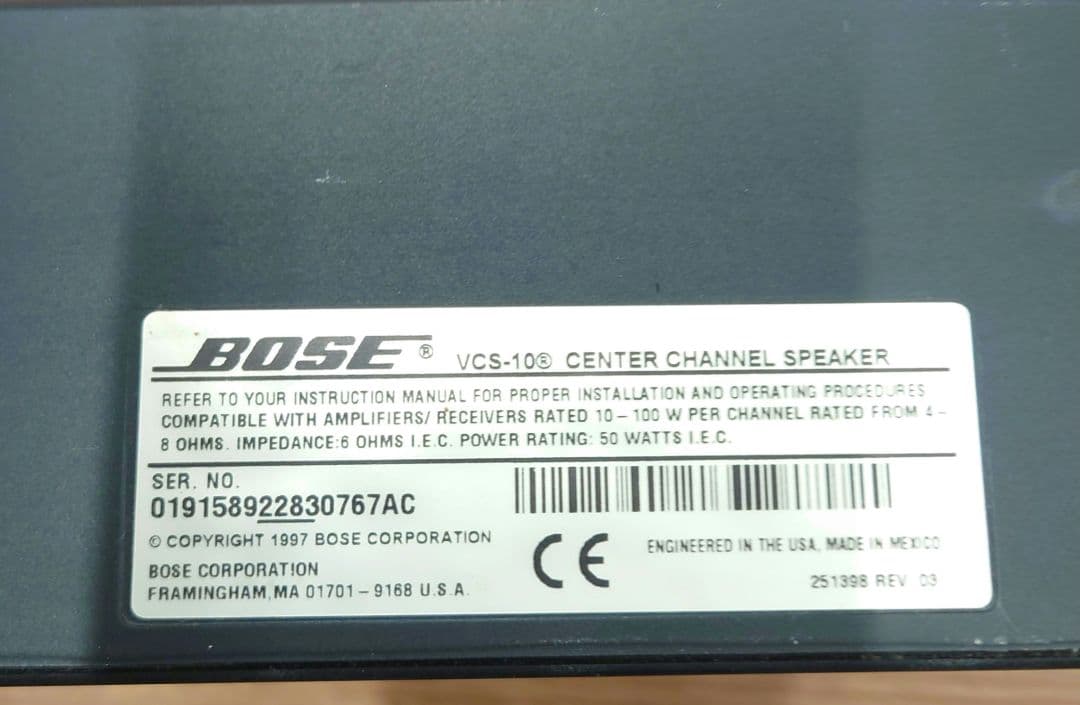 BOSE® VCS-10® CENTER CHANNEL SPEAKER
REFER TO YOUR INSTRUCTION MANUAL FOR PROPER INSTALLATION AND OPERATING PROCEDURES
COMPATIBLE WITH AMPLIFIERS/ RECEIVERS RATED 10-100 W PER CHANNEL RATED FROM 4-
8 OHMS. IMPEDANCE:6 OHMS I.E.C. POWER RATING: 50 WATTS I.E.C.
SER. NO.
019158922830767AC
© COPYRIGHT 1997 BOSE CORPORATION
BOSE CORPORATION
FRAMINGHAM,MA 01701-9168 U.S.A.
CE
ENGINEERED IN THE USA, MADE IN MEXICO
251398 REV 03